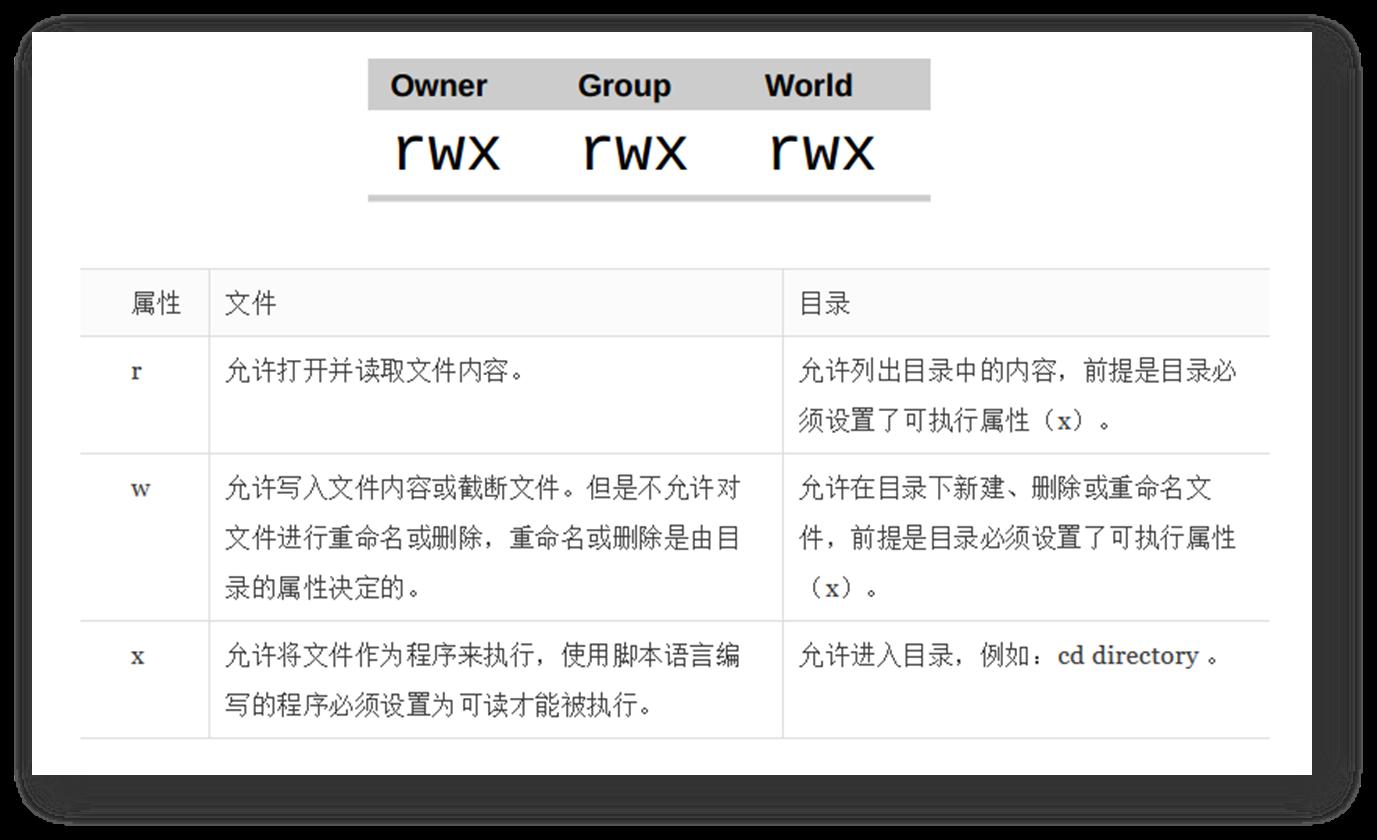 Owner Group World
rwx rwx rwx
属性 文件 目录
r 允许打开并读取文件内容。 允许列出目录中的内容，前提是目录必
须设置了可执行属性（x）。
w 允许写入文件内容或截断文件。但是不允许对 允许在目录下新建、删除或重命名文
文件进行重命名或删除，重命名或删除是由目 件，前提是目录必须设置了可执行属性
录的属性决定的。 （x）。
x 允许将文件作为程序来执行，使用脚本语言编 允许进入目录，例如：cd directory 。
写的程序必须设置为可读才能被执行。